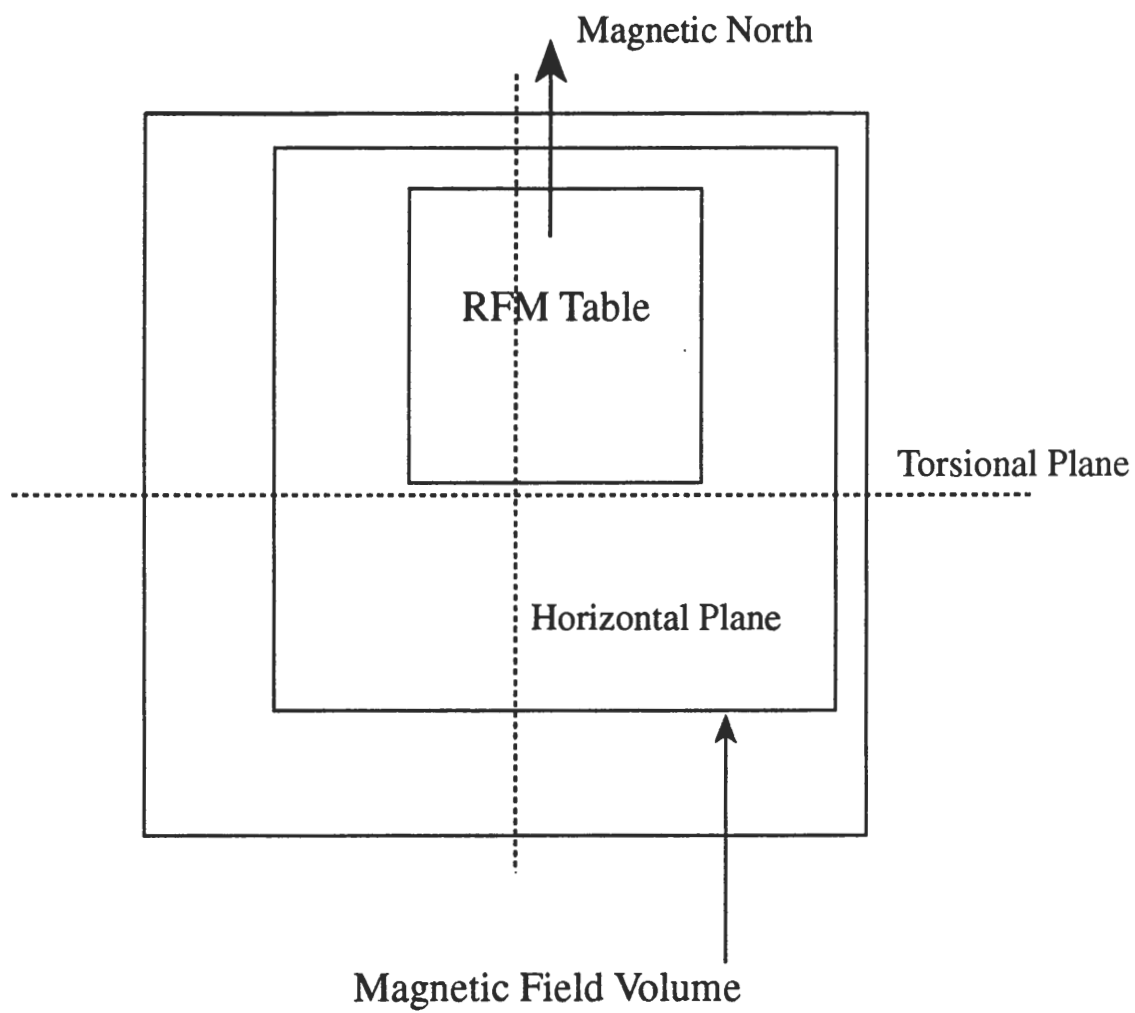 Magnetic North
RFM Table
Torsional Plane
Horizontal Plane
Magnetic Field Volume